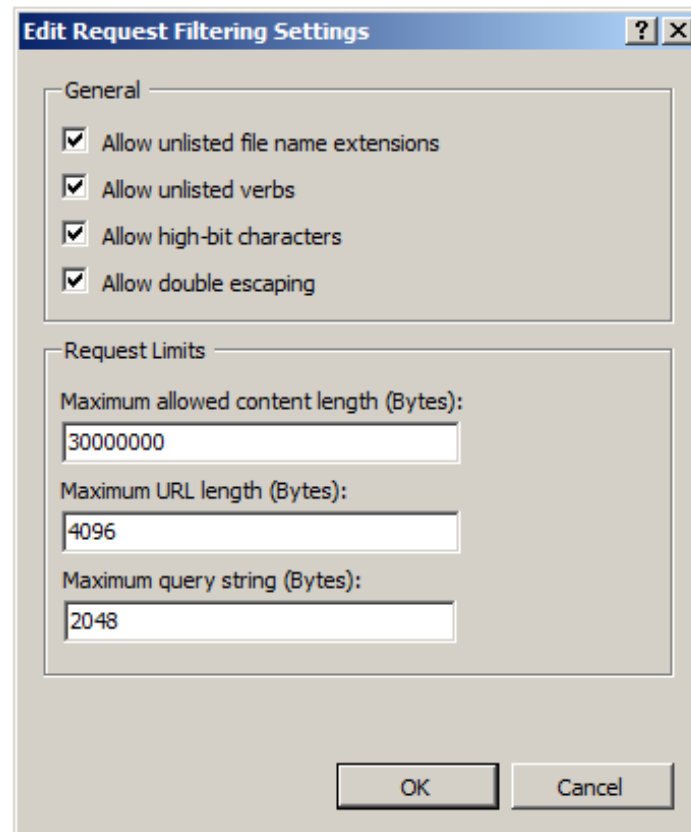 Edit Request Filtering Settings
General
Allow unlisted file name extensions
Allow unlisted verbs
Allow high-bit characters
Allow double escaping
Request Limits
Maximum allowed content length (Bytes):
30000000
Maximum URL length (Bytes):
4096
Maximum query string (Bytes):
2048
OK Cancel